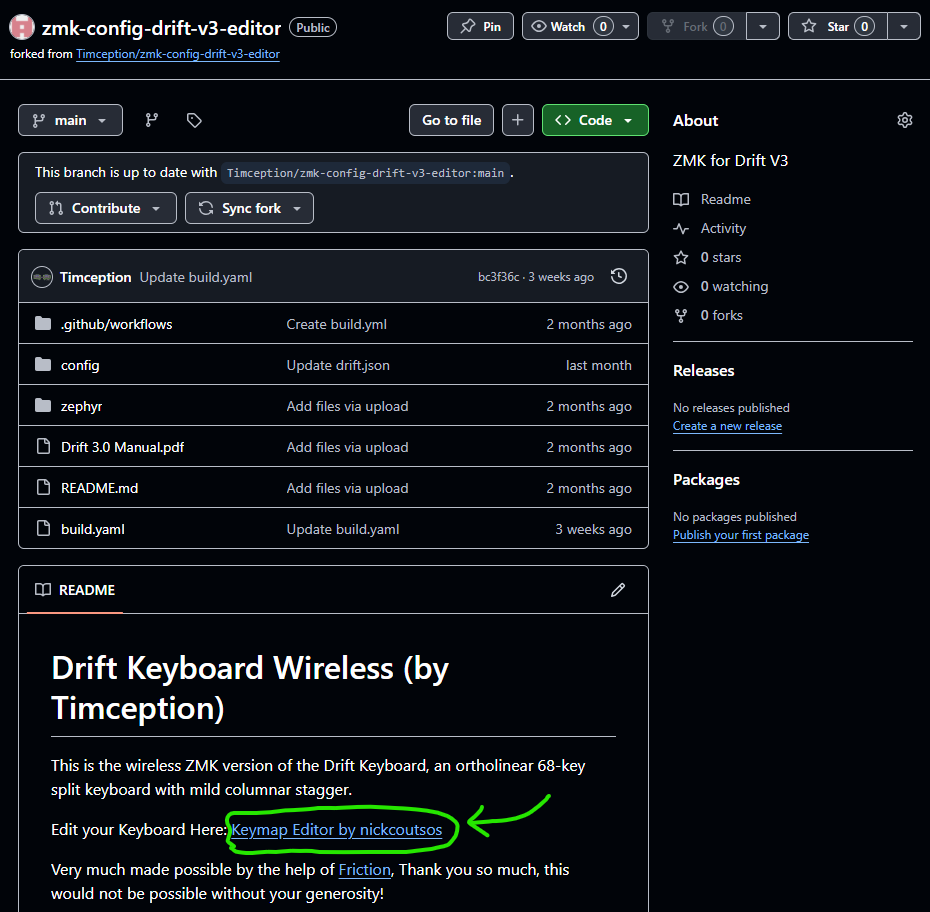 zmk-config-drift-v3-editor Public Pin Watch 0 Fork 0 Star 0
forked from Timception/zmk-config-drift-v3-editor
main Go to file + Code
This branch is up to date with Timception/zmk-config-drift-v3-editor:main .
Contribute Sync fork
Timception Update build.yaml bc3f36c · 3 weeks ago
.github/workflows Create build.yml 2 months ago
config Update drift.json last month
zephyr Add files via upload 2 months ago
Drift 3.0 Manual.pdf Add files via upload 2 months ago
README.md Add files via upload 2 months ago
build.yaml Update build.yaml 3 weeks ago
README
Drift Keyboard Wireless (by
Timception)
This is the wireless ZMK version of the Drift Keyboard, an ortholinear 68-key
split keyboard with mild columnar stagger.
Edit your Keyboard Here: Keymap Editor by nickcoutsos
Very much made possible by the help of Friction, Thank you so much, this
would not be possible without your generosity!
About
ZMK for Drift V3
Readme
Activity
0 stars
0 watching
0 forks
Releases
No releases published
Create a new release
Packages
No packages published
Publish your first package